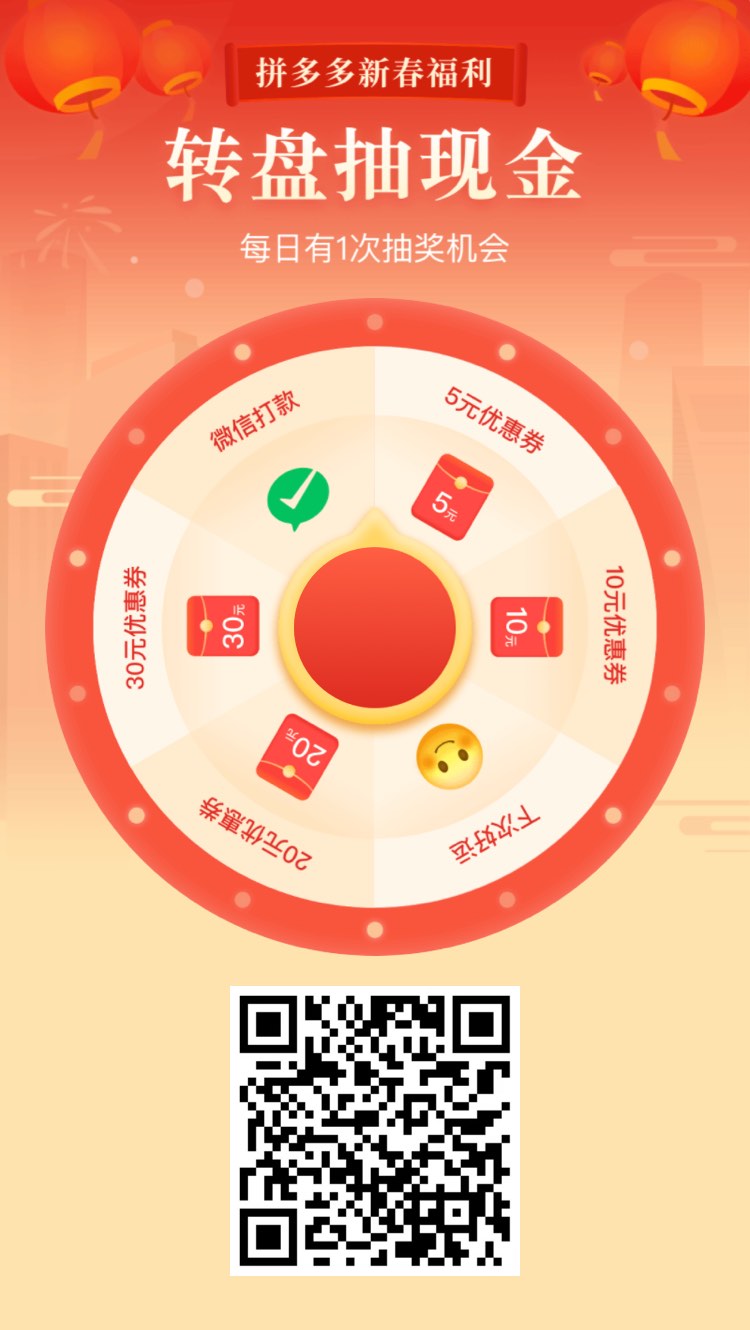 拼多多新春福利
转盘抽现金
每日有1次抽奖机会
微信打款
5元优惠券
5元
30元优惠券
30元
10元
10元优惠券
20元
20元优惠券
下次好运